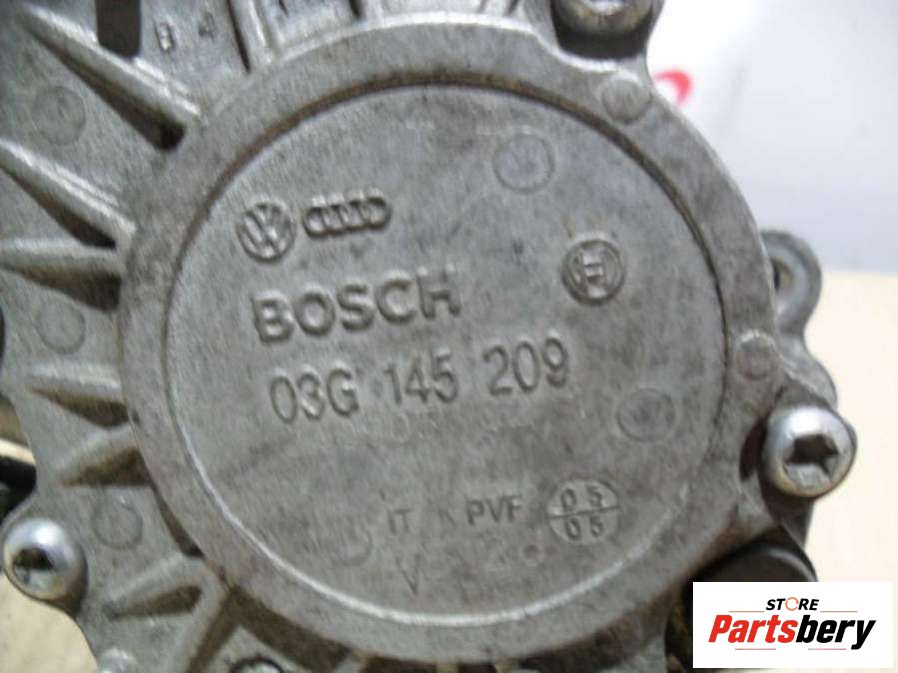 BOSCH
03G 145 209
IT PVF 05
05
V
STORE
Partsbery